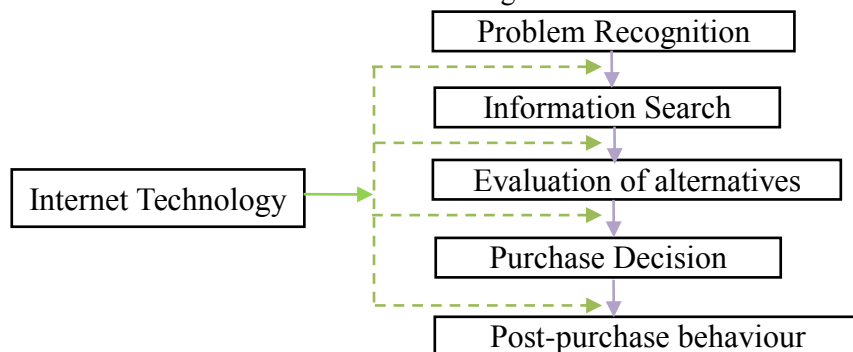 Problem Recognition
Information Search
Evaluation of alternatives
Internet Technology
Purchase Decision
Post-purchase behaviour